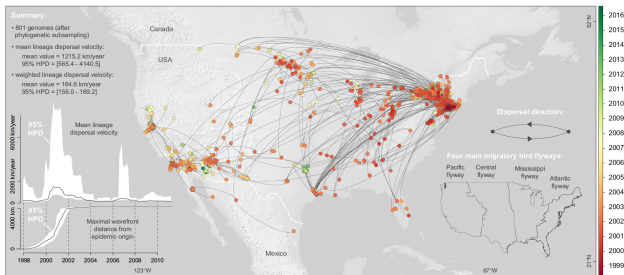 Summary:
• 801 genomes (after
phylogenetic subsampling)
• mean lineage dispersal velocity:
mean value = 1215.2 km/year
95% HPD = [565.4 - 4140.5]
• weighted lineage dispersal
velocity:
mean value = 164.6 km/year
95% HPD = [158.0 - 169.2]
Canada
USA
Mexico
95%
HPD
Mean lineage
dispersal velocity
6000 km/year
2000 km/year
95%
HPD
Maximal wavefront
distance from
epidemic origin
4000 km
0
1998
2000
2002
2004
2006
2008
2010
123°W
67°W
52°N
21°N
Dispersal direction:
Four main migratory bird flyways:
Pacific
flyway
Central
flyway
Mississippi
flyway
Atlantic
flyway
2016
2015
2014
2013
2012
2011
2010
2009
2008
2007
2006
2005
2004
2003
2002
2001
2000
1999